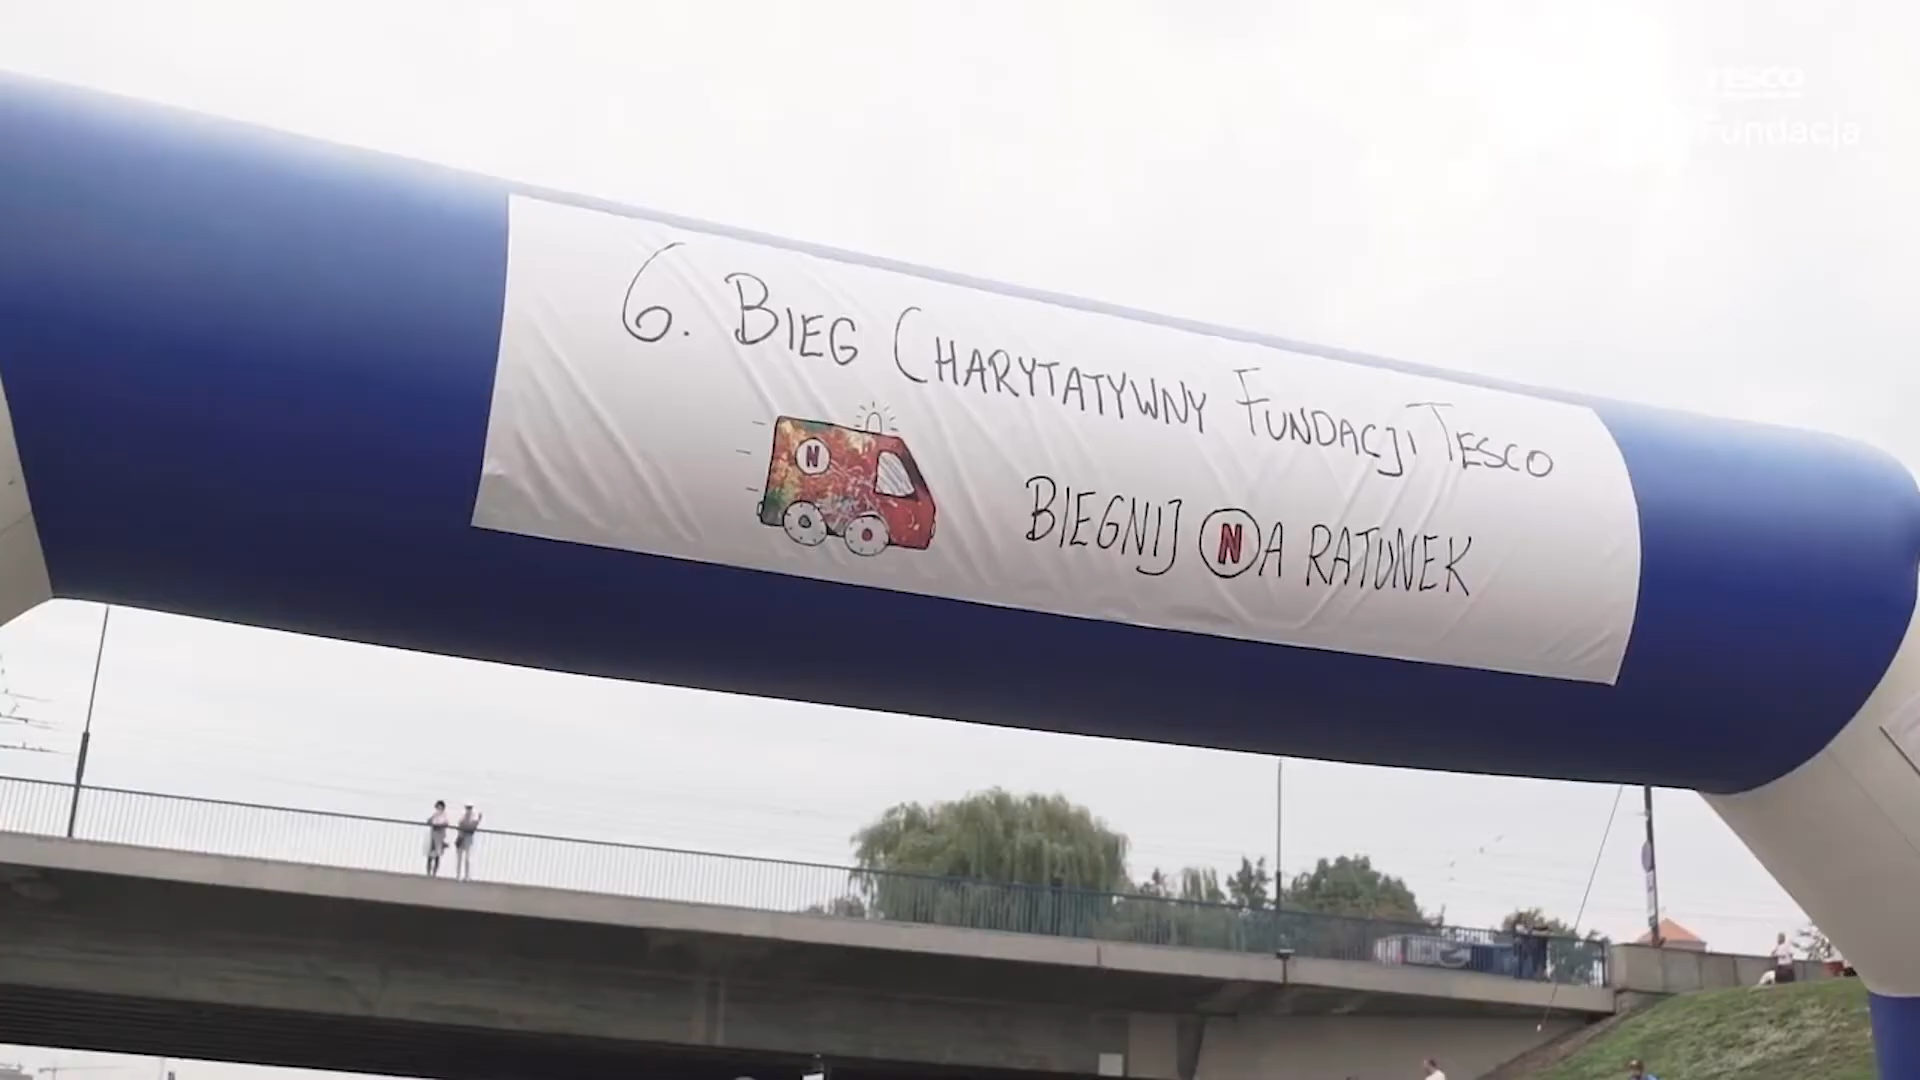 TESCO
Fundacja
6. BIEG CHARYTATYWNY FUNDACJI TESCO
N
BIEGNIJ NA RATUNEK